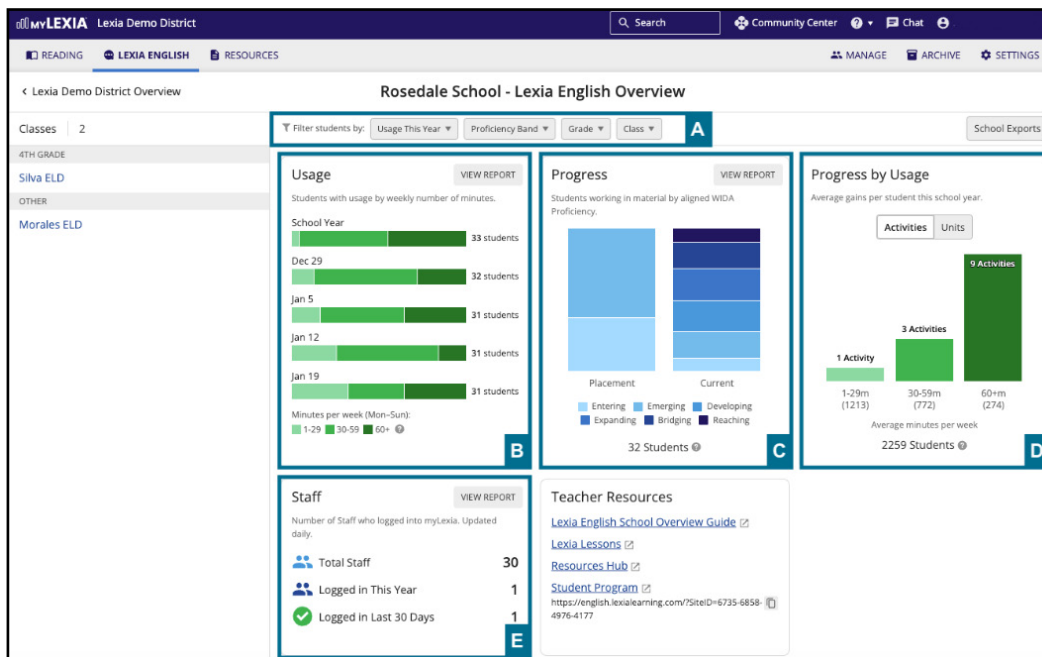 myLEXIA Lexia Demo District
Search
Community Center
? Chat
READING LEXIA ENGLISH RESOURCES
MANAGE ARCHIVE SETTINGS
< Lexia Demo District Overview
Rosedale School - Lexia English Overview
Classes 2
4TH GRADE
Silva ELD
OTHER
Morales ELD
Filter students by: Usage This Year Proficiency Band Grade Class A
School Exports
Usage VIEW REPORT
Students with usage by weekly number of minutes.
School Year
33 students
Dec 29
32 students
Jan 5
31 students
Jan 12
31 students
Jan 19
31 students
Minutes per week (Mon–Sun):
1-29 30-59 60+ ?
B
Progress VIEW REPORT
Students working in material by aligned WIDA
Proficiency.
Placement Current
Entering Emerging Developing
Expanding Bridging Reaching
32 Students ?
C
Progress by Usage
Average gains per student this school year.
Activities Units
9 Activities
3 Activities
1 Activity
1-29m 30-59m 60+m
(1213) (772) (274)
Average minutes per week
2259 Students ?
D
Staff VIEW REPORT
Number of Staff who logged into myLexia. Updated
daily.
Total Staff 30
Logged in This Year 1
Logged in Last 30 Days 1
E
Teacher Resources
Lexia English School Overview Guide
Lexia Lessons
Resources Hub
Student Program
https://english.lexialearning.com/?SiteID=6735-6858-
4976-4177